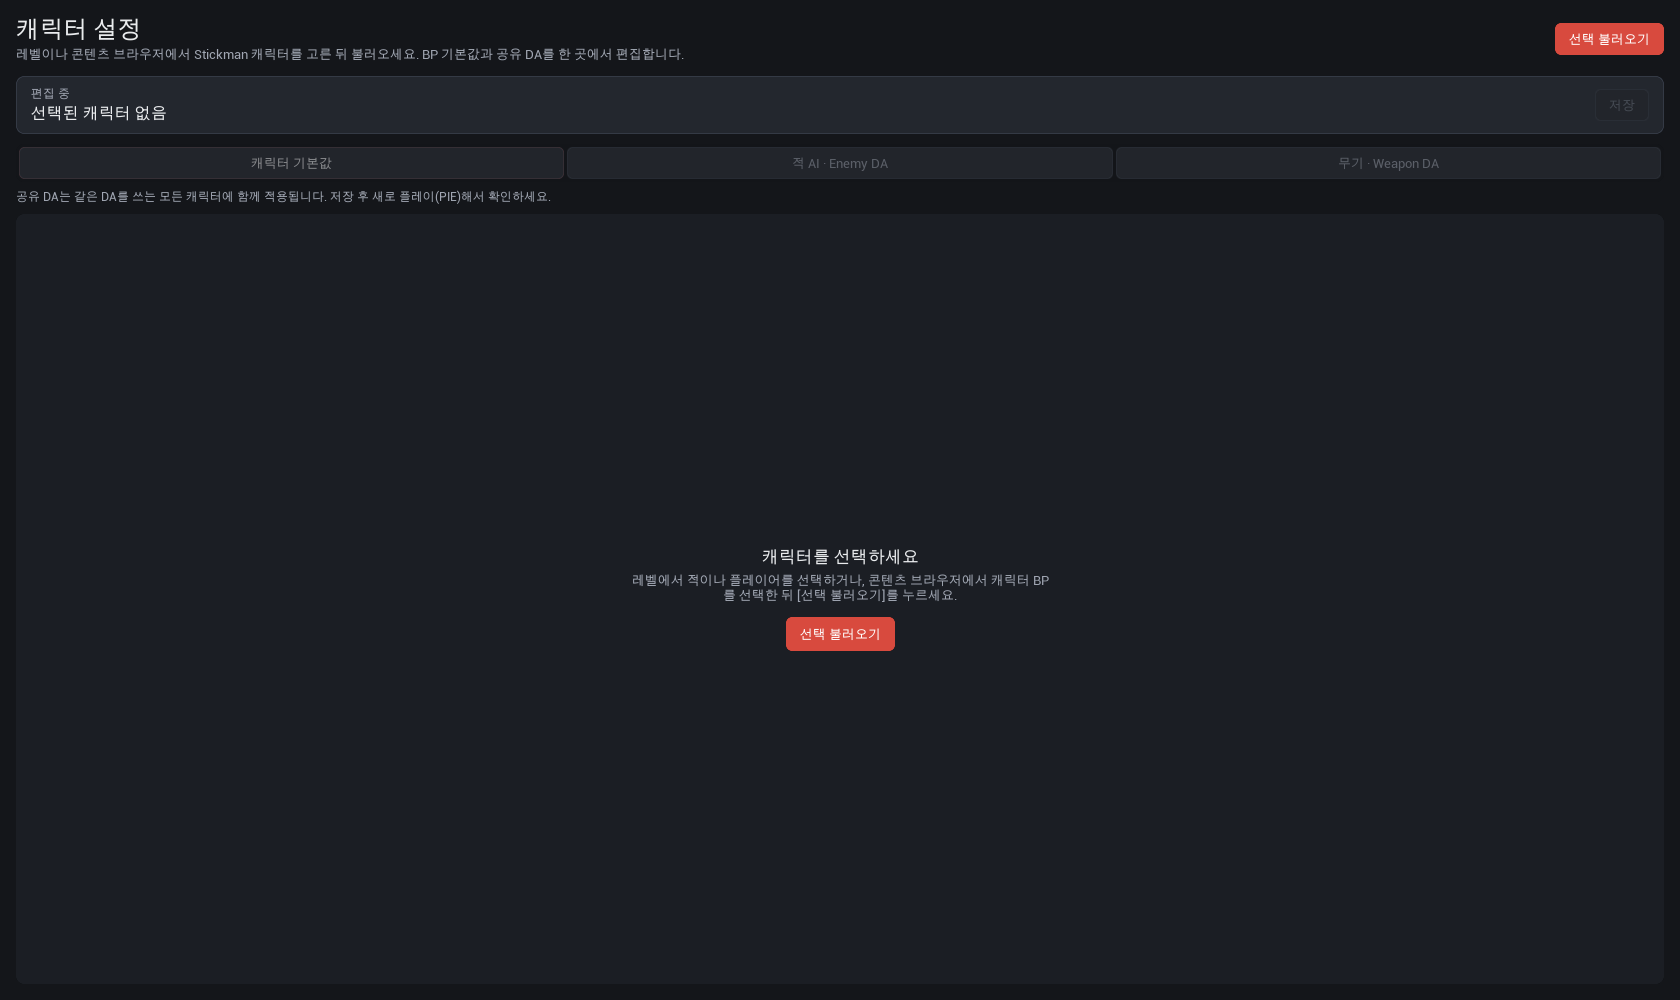 캐릭터 설정
레벨이나 콘텐츠 브라우저에서 Stickman 캐릭터를 고른 뒤 불러오세요. BP 기본값과 공유 DA를 한 곳에서 편집합니다.
선택 불러오기
편집 중
선택된 캐릭터 없음
저장
캐릭터 기본값
적 AI · Enemy DA
무기 · Weapon DA
공유 DA는 같은 DA를 쓰는 모든 캐릭터에 함께 적용됩니다. 저장 후 새로 플레이(PIE)해서 확인하세요.
캐릭터를 선택하세요
레벨에서 적이나 플레이어를 선택하거나, 콘텐츠 브라우저에서 캐릭터 BP
를 선택한 뒤 [선택 불러오기]를 누르세요.
선택 불러오기